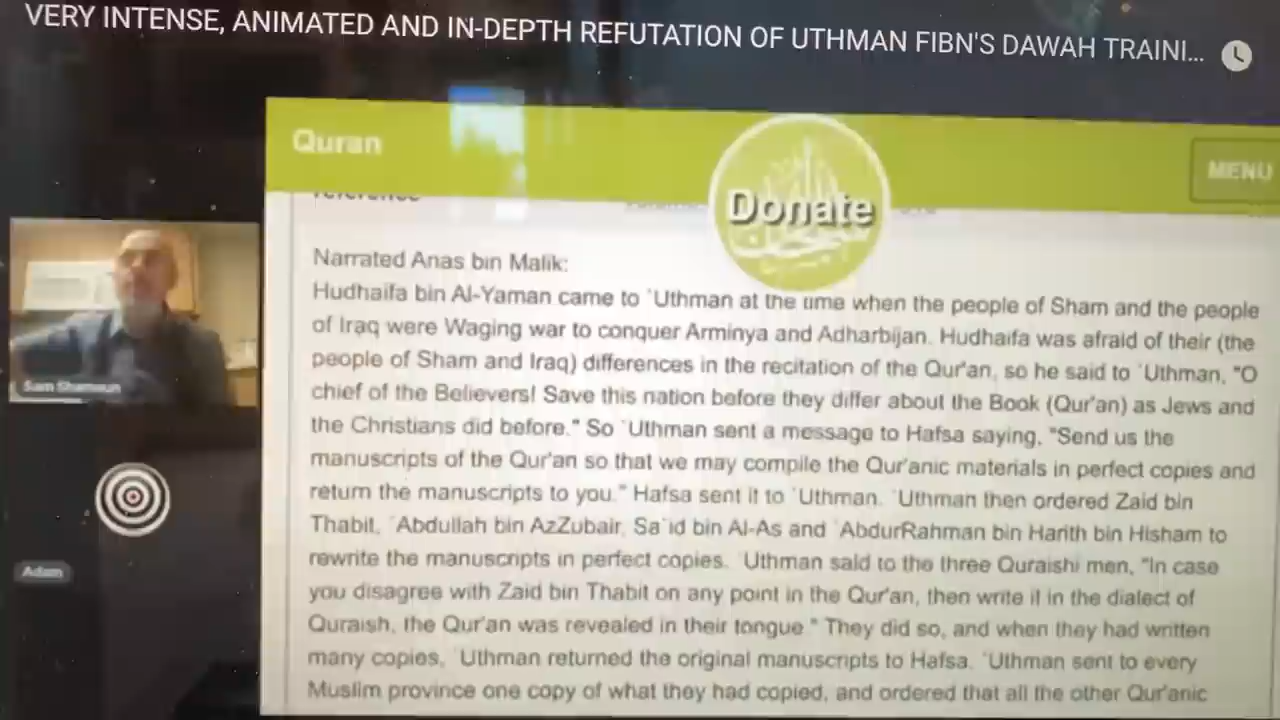 VERY INTENSE, ANIMATED AND IN-DEPTH REFUTATION OF UTHMAN FIBN'S DAWAH TRAINI...
Quran
Donate
MENU
reference
Narrated Anas bin Malik:
Hudhaifa bin Al-Yaman came to `Uthman at the time when the people of Sham and the people
of Iraq were Waging war to conquer Arminya and Adharbijan. Hudhaifa was afraid of their (the
people of Sham and Iraq) differences in the recitation of the Qur'an, so he said to `Uthman, "O
chief of the Believers! Save this nation before they differ about the Book (Qur'an) as Jews and
the Christians did before." So `Uthman sent a message to Hafsa saying, "Send us the
manuscripts of the Qur'an so that we may compile the Qur'anic materials in perfect copies and
return the manuscripts to you." Hafsa sent it to `Uthman. `Uthman then ordered Zaid bin
Thabit, `Abdullah bin AzZubair, Sa`id bin Al-As and `AbdurRahman bin Harith bin Hisham to
rewrite the manuscripts in perfect copies. `Uthman said to the three Quraishi men, "In case
you disagree with Zaid bin Thabit on any point in the Qur'an, then write it in the dialect of
Quraish, the Qur'an was revealed in their tongue." They did so, and when they had written
many copies, `Uthman returned the original manuscripts to Hafsa. `Uthman sent to every
Muslim province one copy of what they had copied, and ordered that all the other Qur'anic
Sam Shamoun
Adam